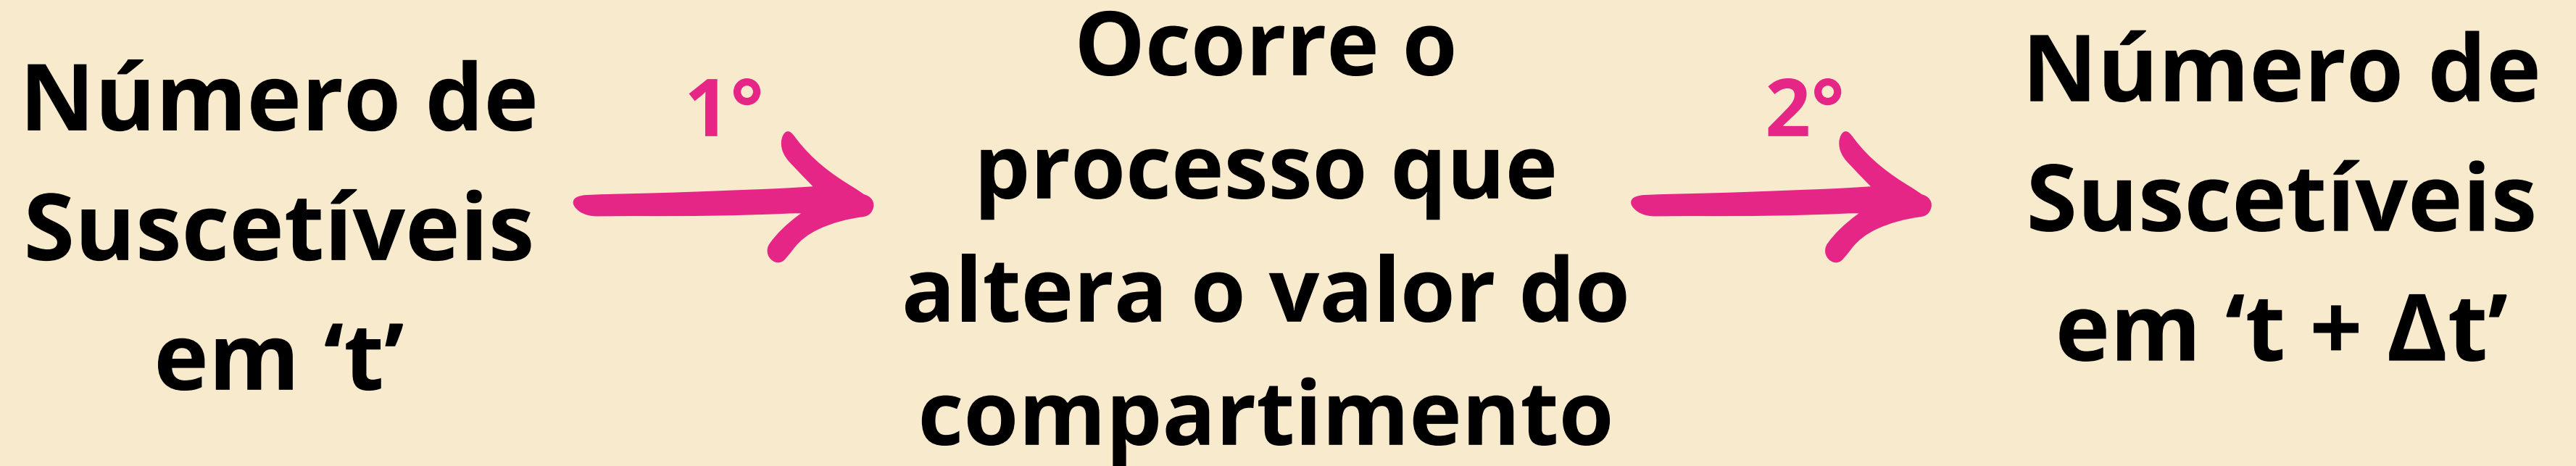 Número de
Suscetíveis
em ‘t’
1°
Ocorre o
processo que
altera o valor do
compartimento
2°
Número de
Suscetíveis
em ‘t + Δt’